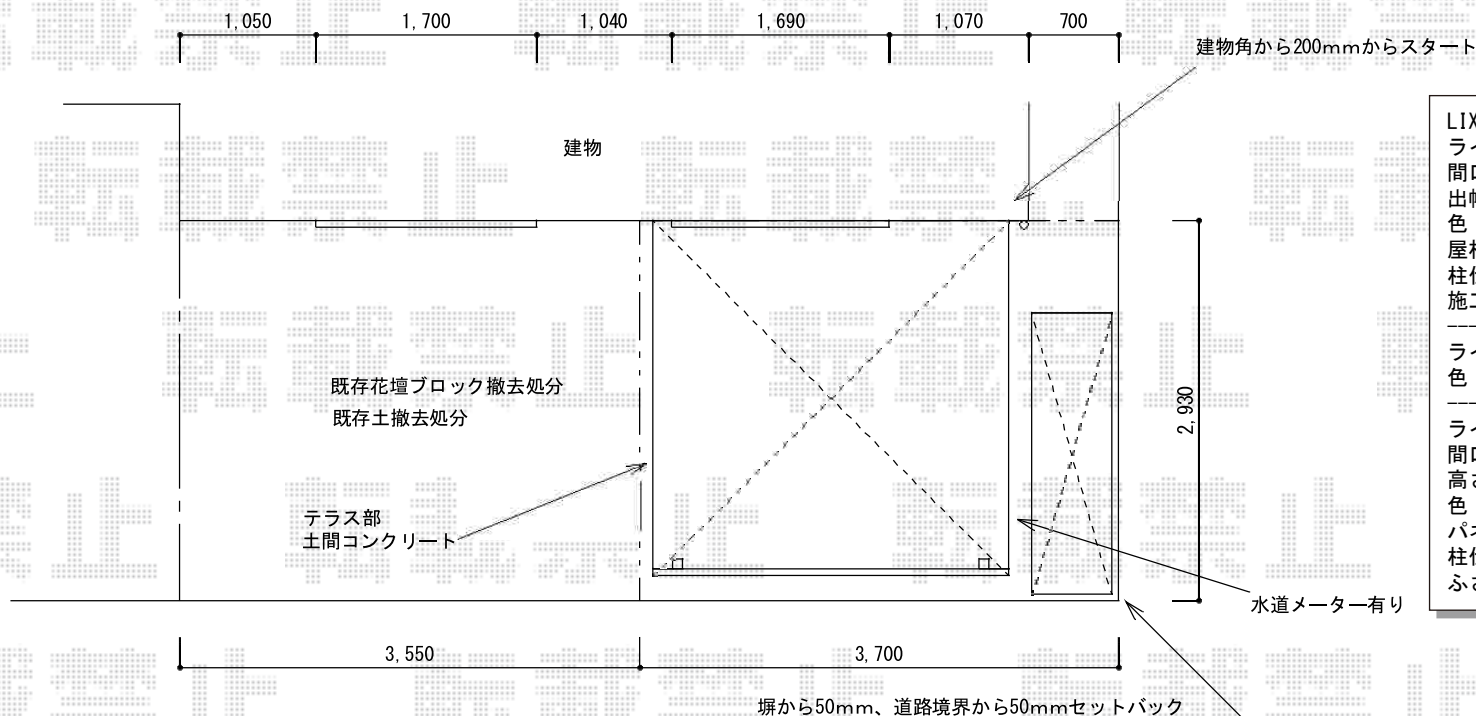 1,050
1,700
1,040
1,690
1,070
700
建物角から200mmからスタート
建物
LIX
ライ
間口
出幅
色
屋根
柱位
施工
ライ
色
ライ
間口
高さ
色
パネ
柱位
ふさ
既存花壇ブロック撤去処分
既存土撤去処分
2,930
テラス部
土間コンクリート
水道メーター有り
3,550
3,700
塀から50mm、道路境界から50mmセットバック
転載禁止